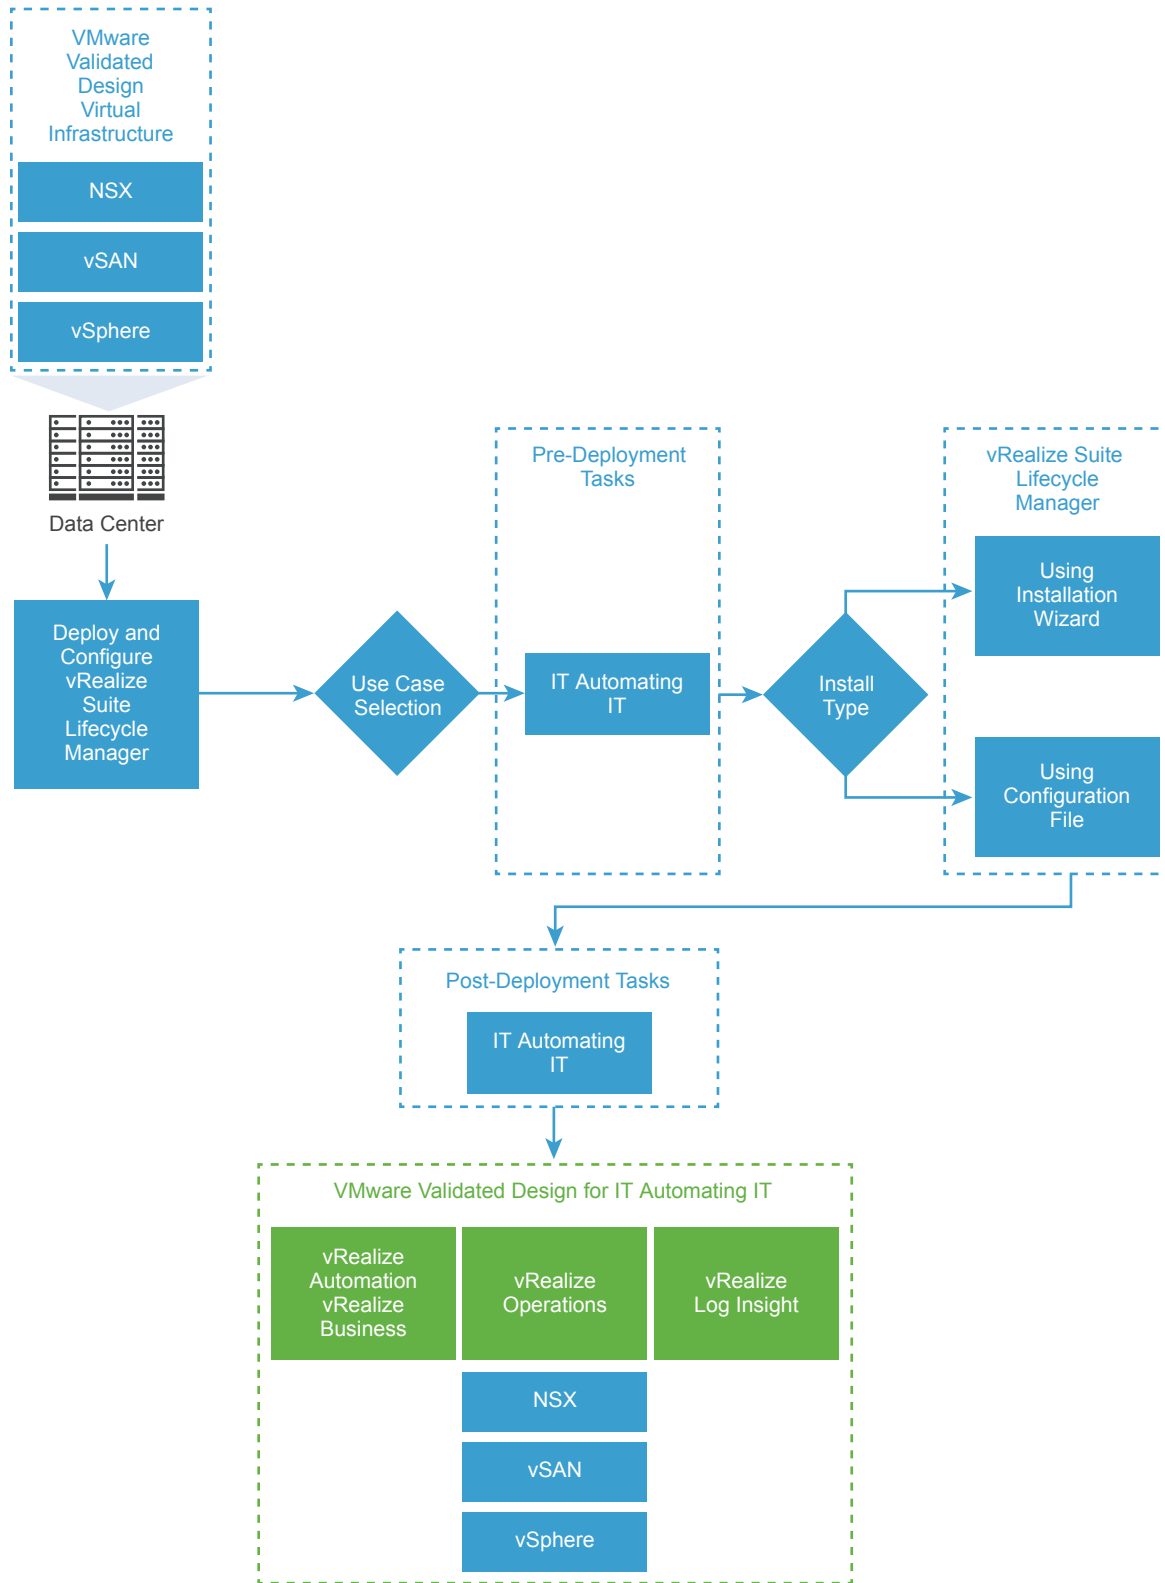 VMware
Validated
Design
Virtual
Infrastructure
NSX
vSAN
vSphere
Data Center
Deploy and
Configure
vRealize
Suite
Lifecycle
Manager
Use Case
Selection
Pre-Deployment
Tasks
IT Automating
IT
Install
Type
vRealize Suite
Lifecycle
Manager
Using
Installation
Wizard
Using
Configuration
File
Post-Deployment Tasks
IT Automating
IT
VMware Validated Design for IT Automating IT
vRealize
Automation
vRealize
Business
vRealize
Operations
vRealize
Log Insight
NSX
vSAN
vSphere